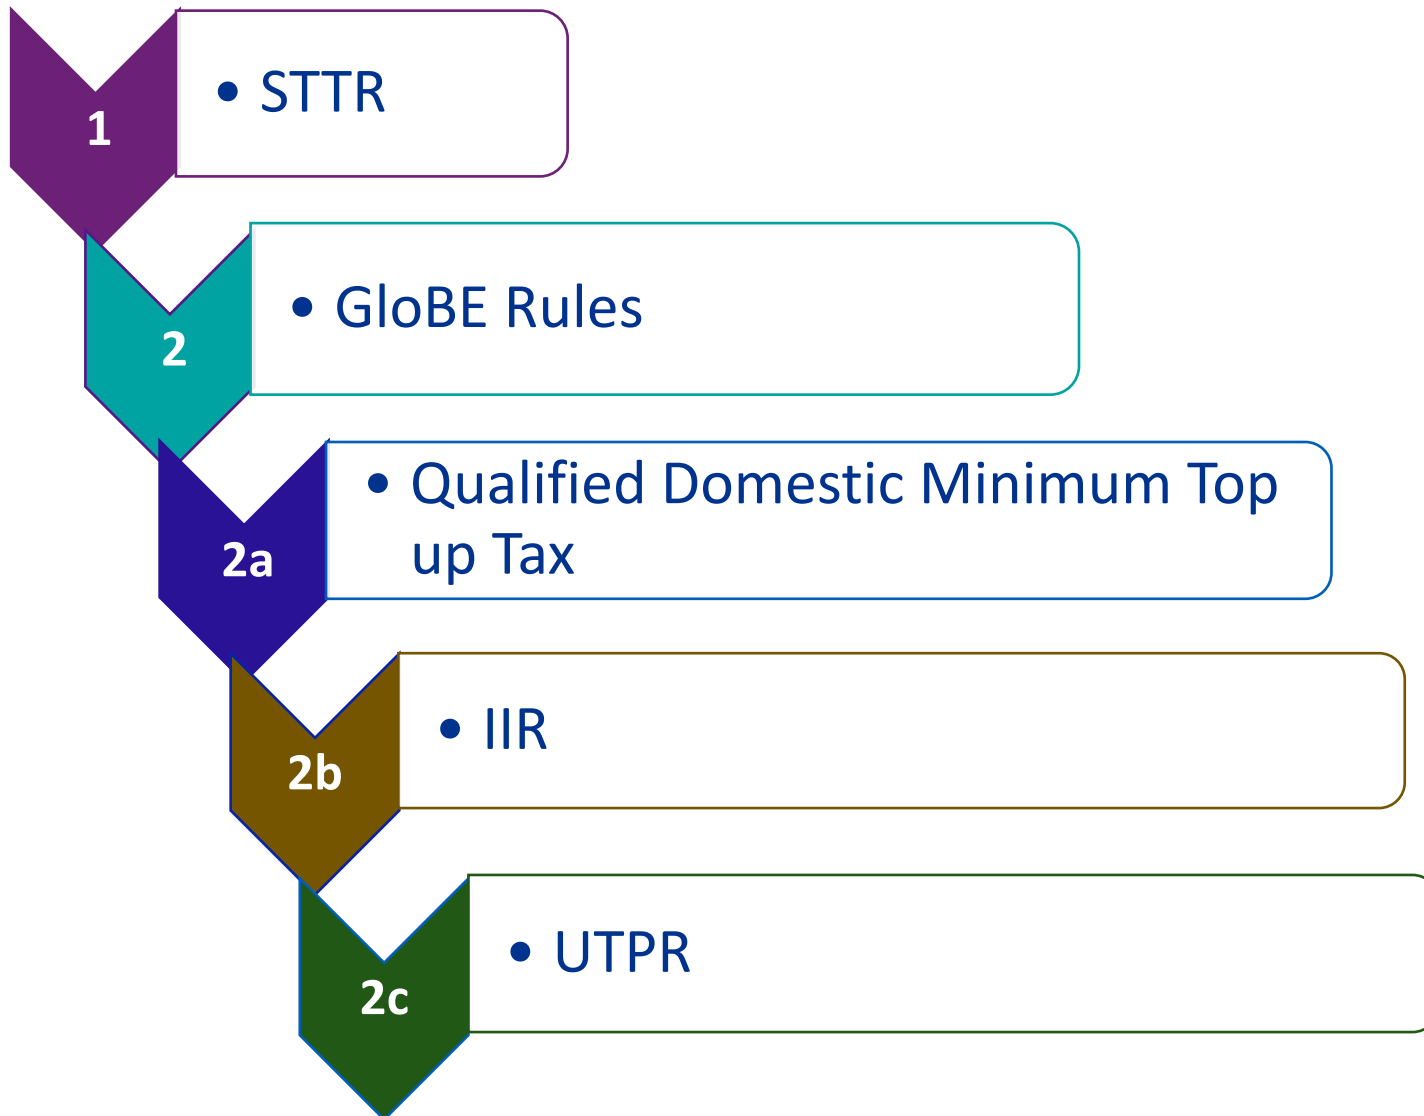 1
• STTR
2
• GloBE Rules
2a
• Qualified Domestic Minimum Top
up Tax
2b
• IIR
2c
• UTPR